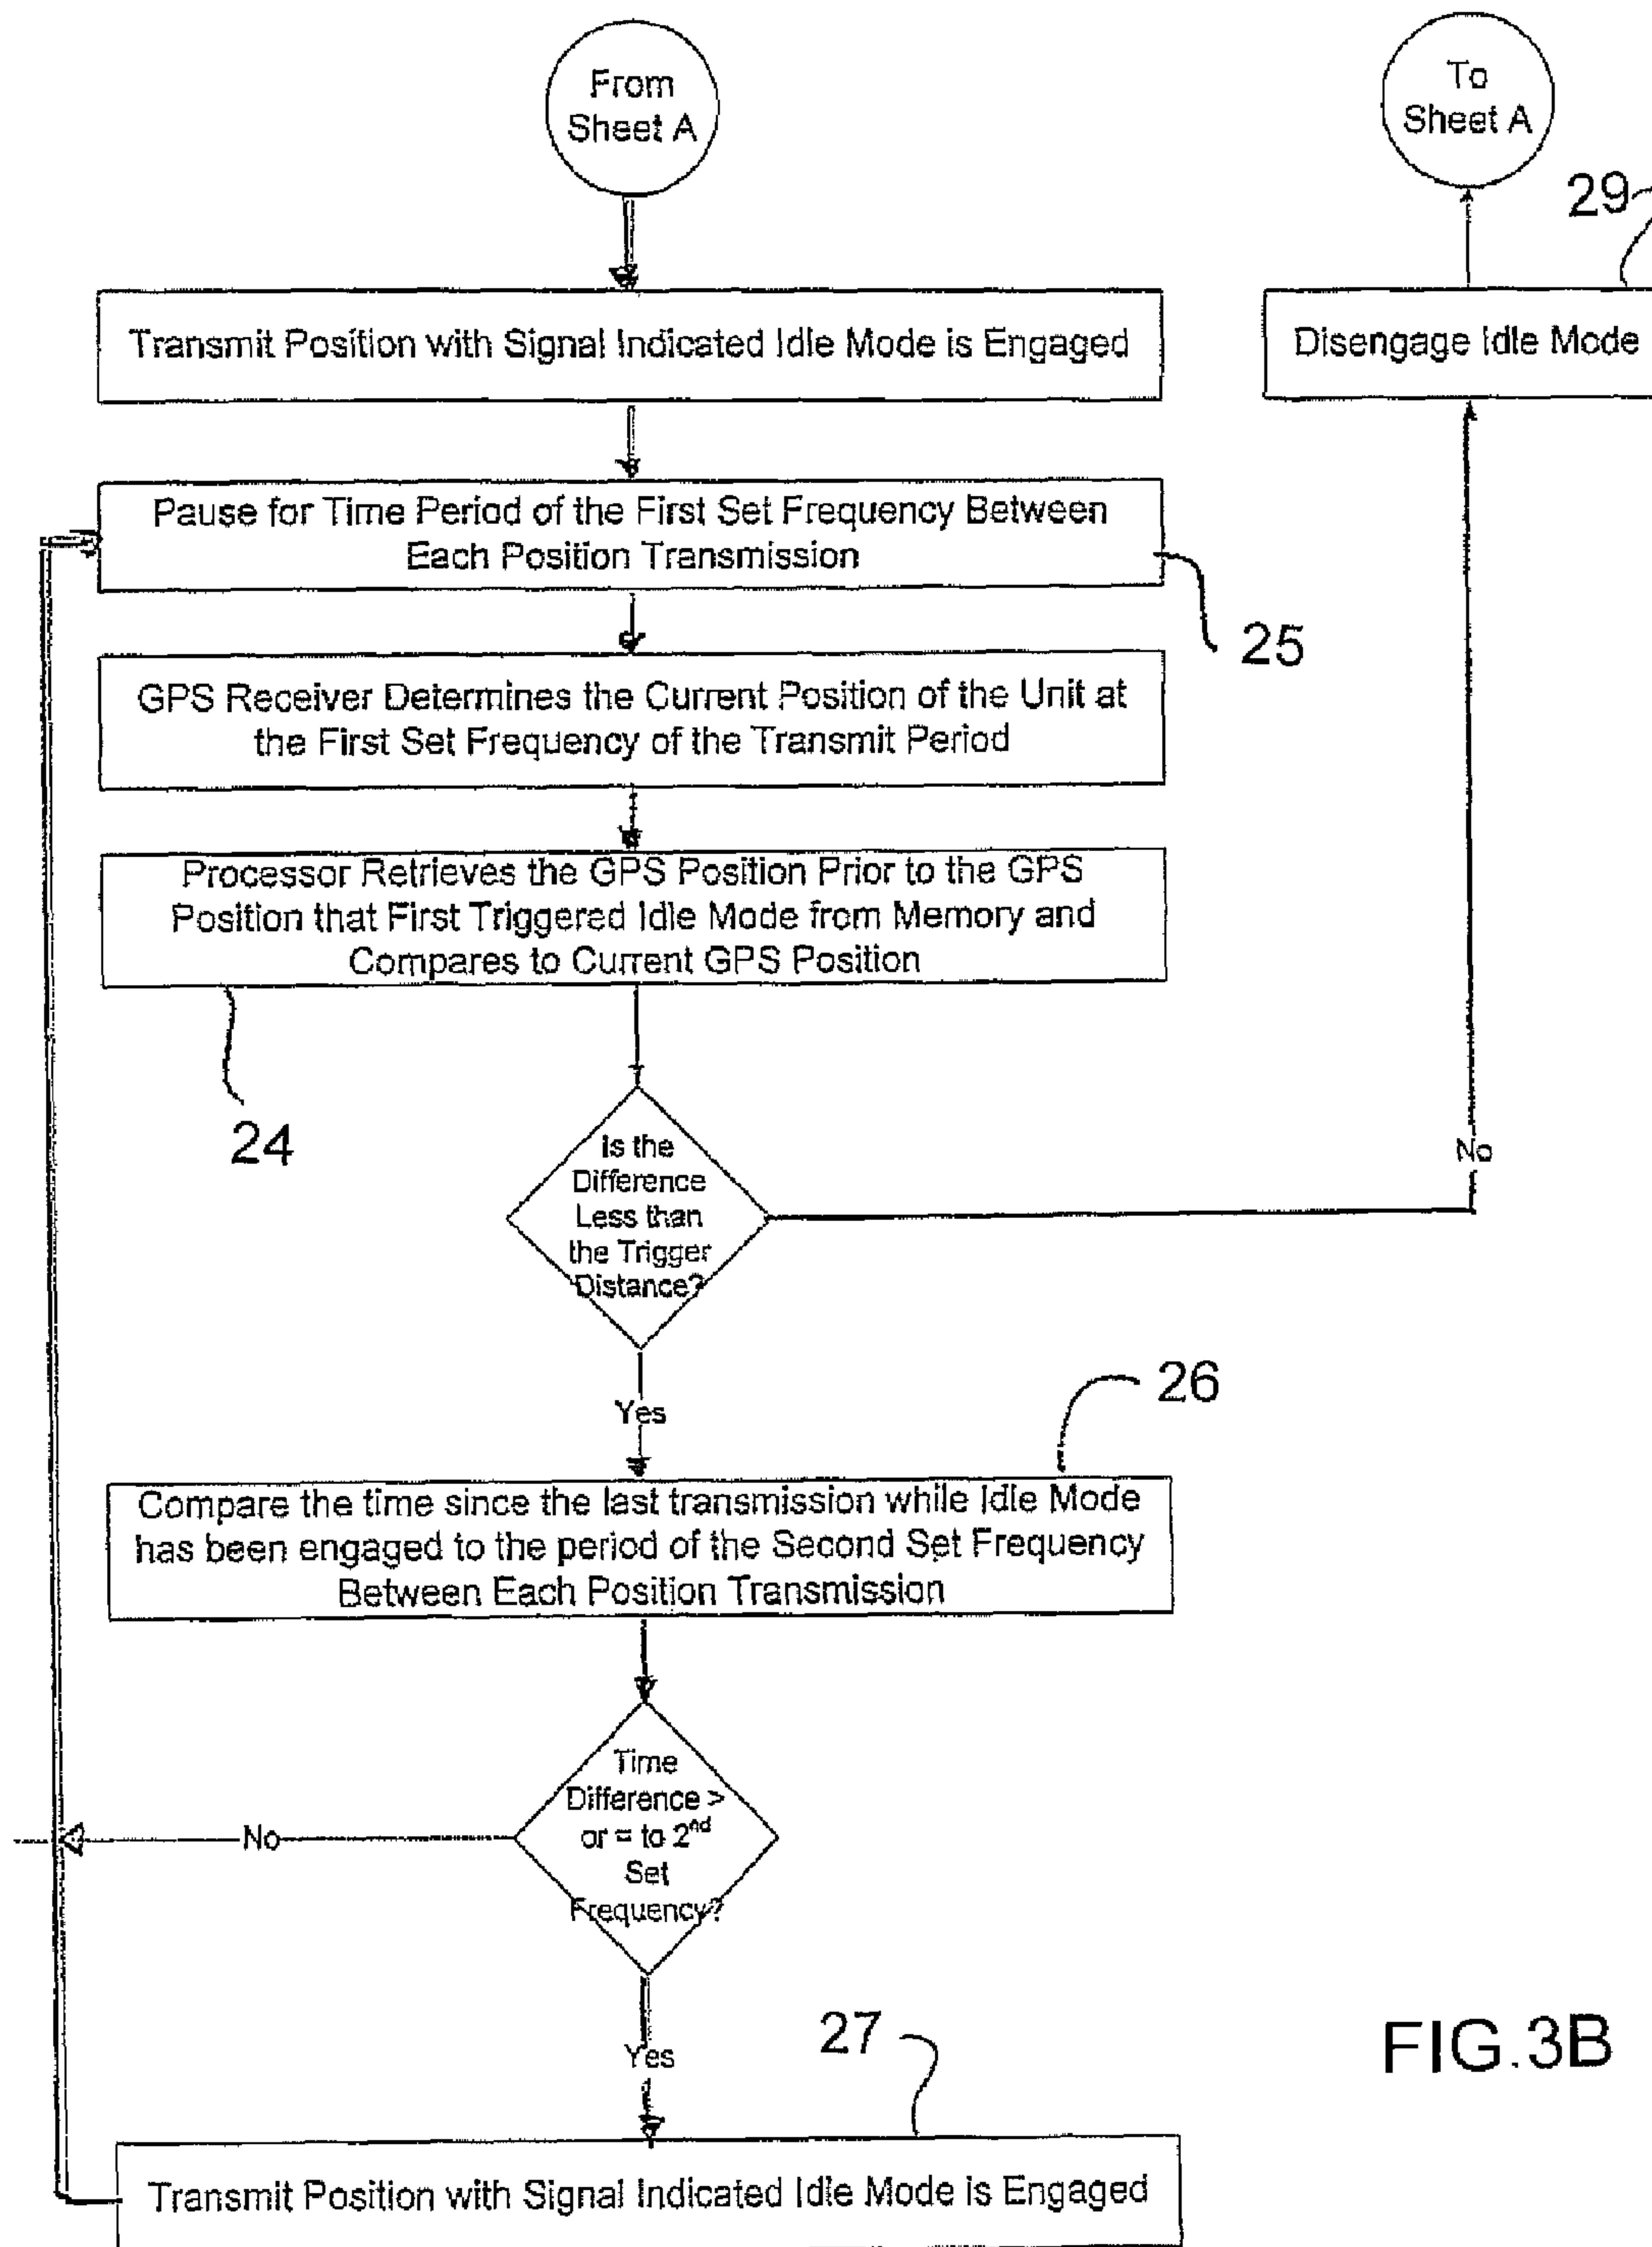 From
Sheet A
To
Sheet A
29
Transmit Position with Signal Indicated Idle Mode is Engaged
Disengage Idle Mode
Pause for Time Period of the First Set Frequency Between
Each Position Transmission
25
GPS Receiver Determines the Current Position of the Unit at
the First Set Frequency of the Transmit Period
Processor Retrieves the GPS Position Prior to the GPS
Position that First Triggered Idle Mode from Memory and
Compares to Current GPS Position
24
Is the
Difference
Less than
the Trigger
Distance?
No
Yes
26
Compare the time since the last transmission while Idle Mode
has been engaged to the period of the Second Set Frequency
Between Each Position Transmission
Time
Difference >
or = to 2nd
Set
Frequency?
No
Yes
27
FIG.3B
Transmit Position with Signal Indicated Idle Mode is Engaged